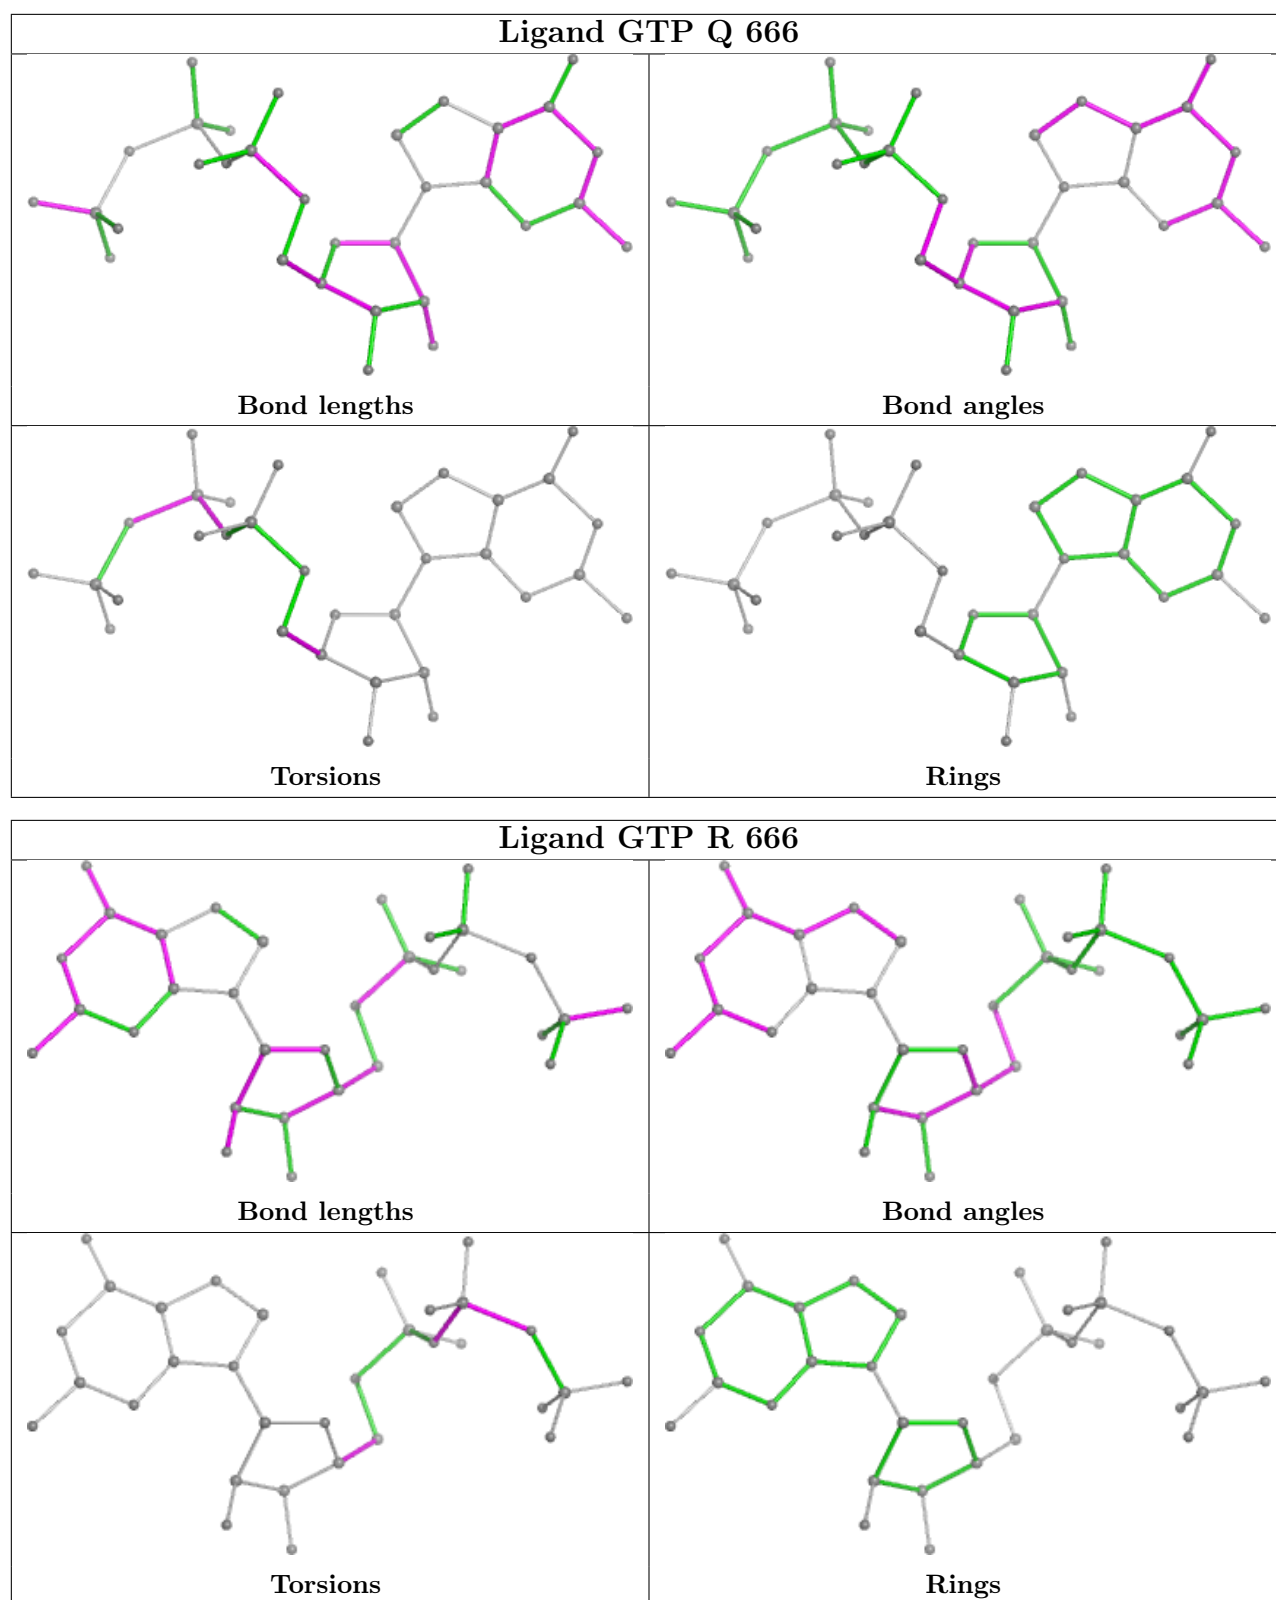 Ligand GTP Q 666
Bond lengths
Bond angles
Torsions
Rings
Ligand GTP R 666
Bond lengths
Bond angles
Torsions
Rings